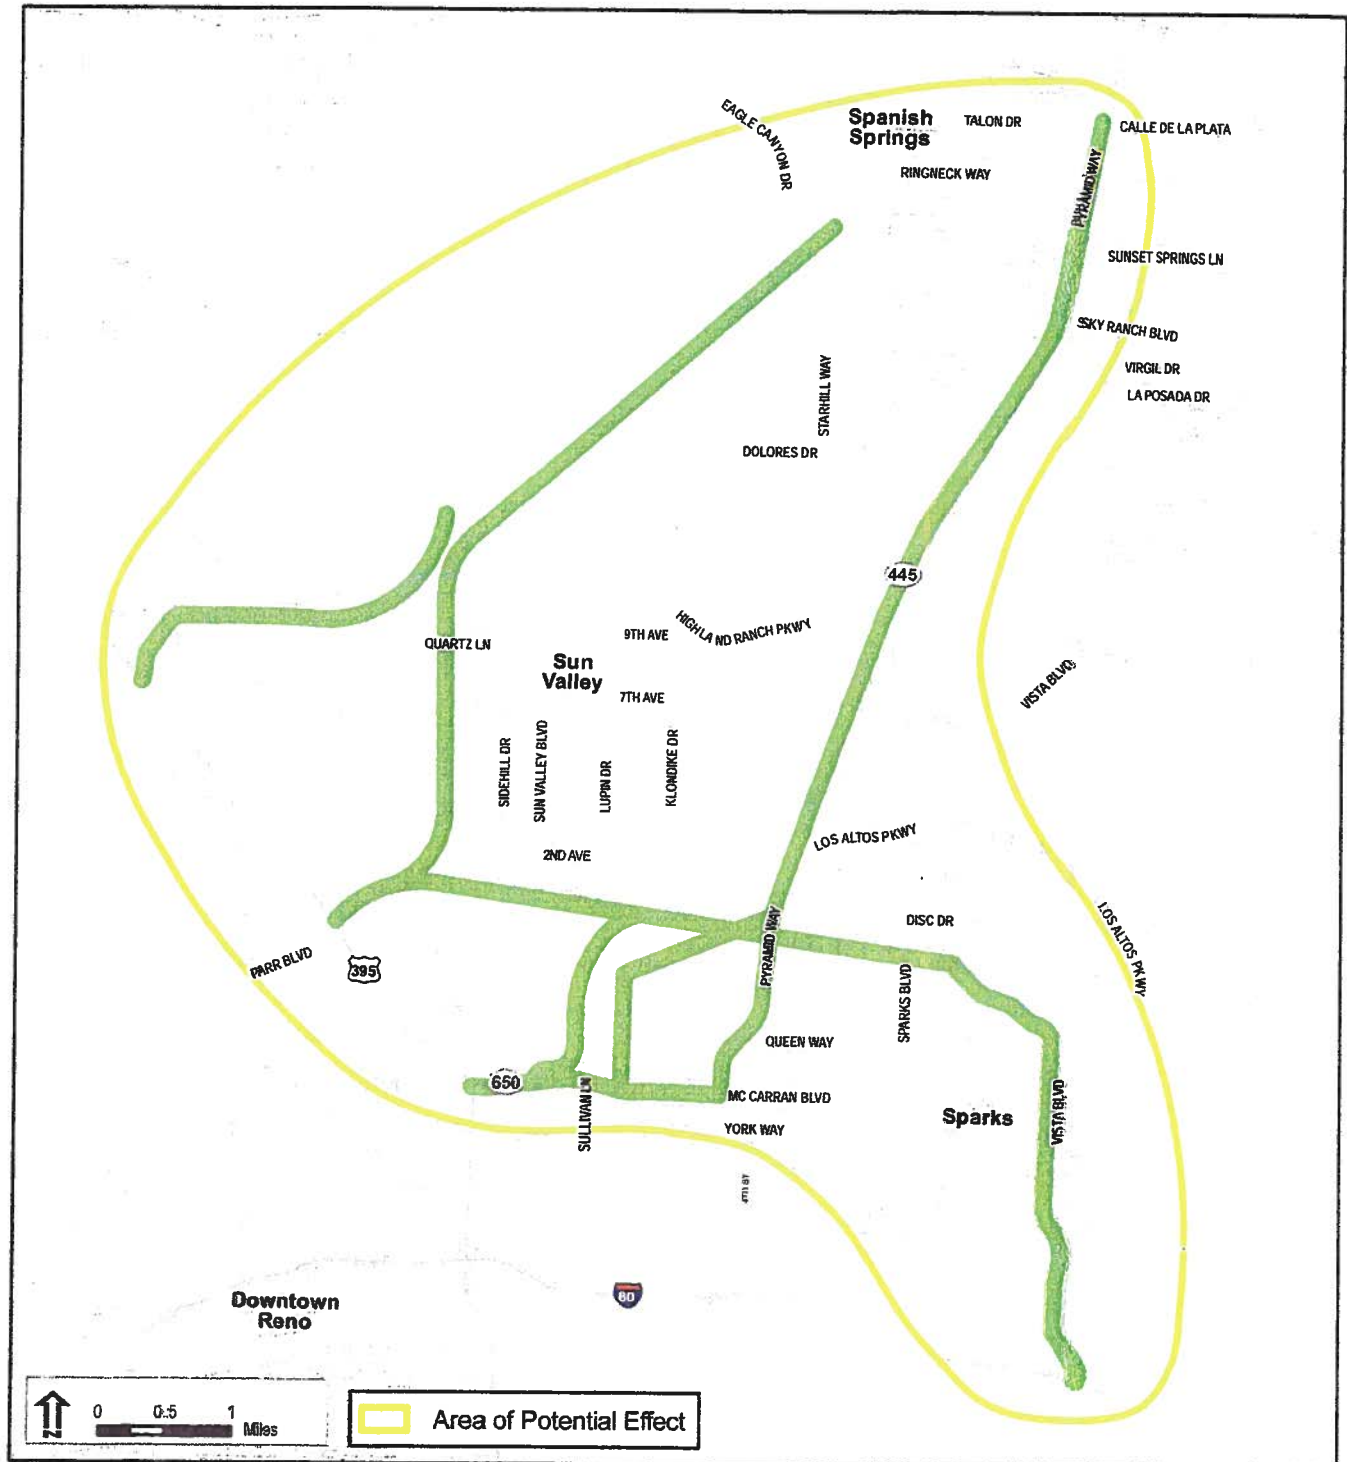 EAGLE CANYON DR
Spanish
Springs
TALON DR
CALLE DE LA PLATA
RINGNECK WAY
PYRAMID WAY
SUNSET SPRINGS LN
SKY RANCH BLVD
VIRGIL DR
LA POSADA DR
STARHILL WAY
DOLORES DR
445
QUARTZ LN
9TH AVE
HIGHLAND RANCH PKWY
Sun
Valley
7TH AVE
VISTA BLVD
SIDEHILL DR
SUN VALLEY BLVD
LUPIN DR
KLONDIKE DR
LOS ALTOS PKWY
2ND AVE
PYRAMID WAY
DISC DR
LOS ALTOS PKWY
PARR BLVD
395
SPARKS BLVD
QUEEN WAY
650
SULLIVAN LN
MC CARRAN BLVD
VISTA BLVD
Sparks
YORK WAY
4TH ST
80
Downtown
Reno
N
0 0.5 1
Miles
Area of Potential Effect